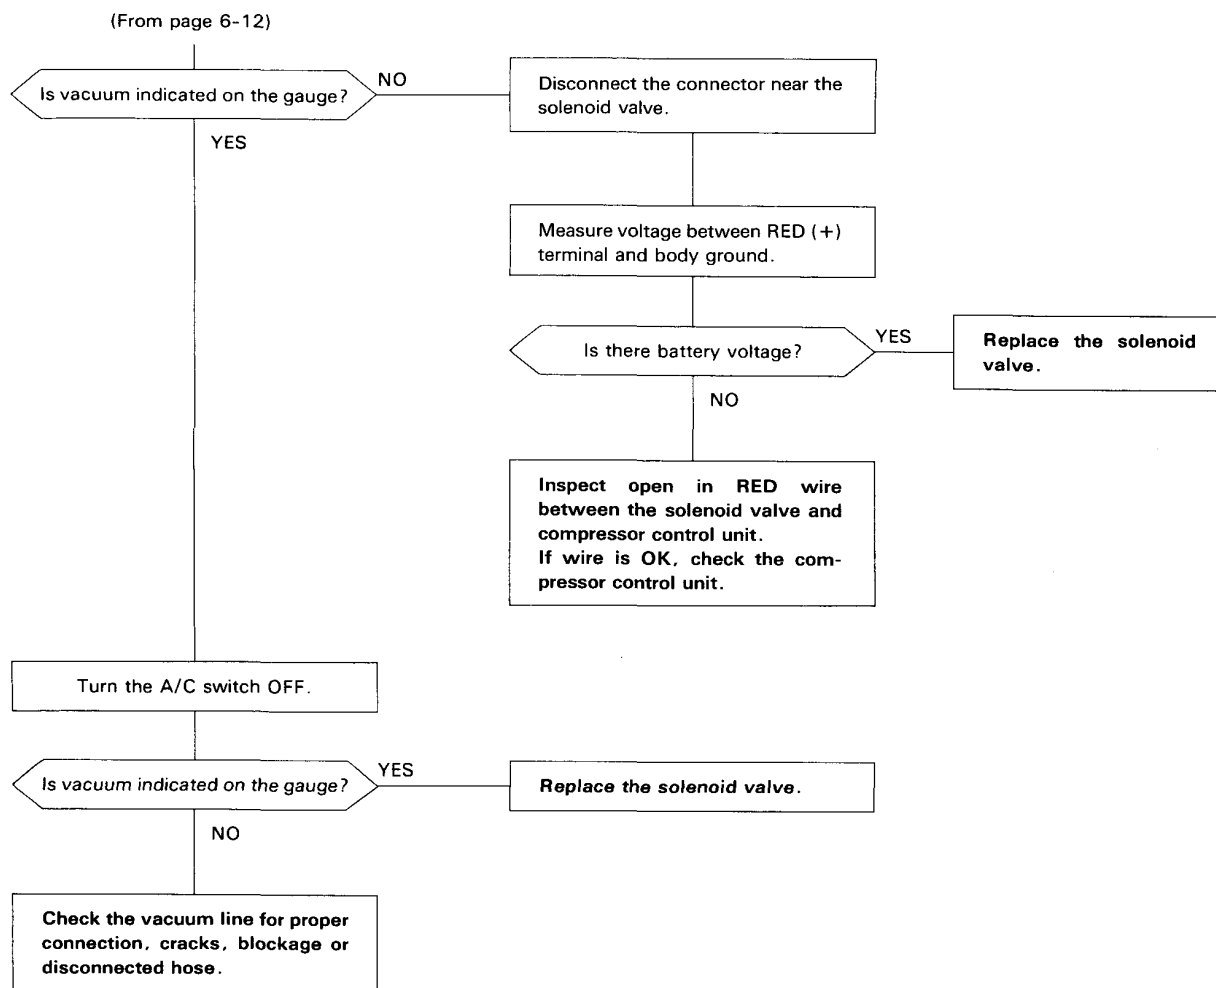 (From page 6-12)
Is vacuum indicated on the gauge?
NO
YES
Disconnect the connector near the
solenoid valve.
Measure voltage between RED (+)
terminal and body ground.
Is there battery voltage?
YES
NO
Replace the solenoid
valve.
Inspect open in RED wire
between the solenoid valve and
compressor control unit.
If wire is OK, check the com-
pressor control unit.
Turn the A/C switch OFF.
Is vacuum indicated on the gauge?
YES
NO
Replace the solenoid valve.
Check the vacuum line for proper
connection, cracks, blockage or
disconnected hose.